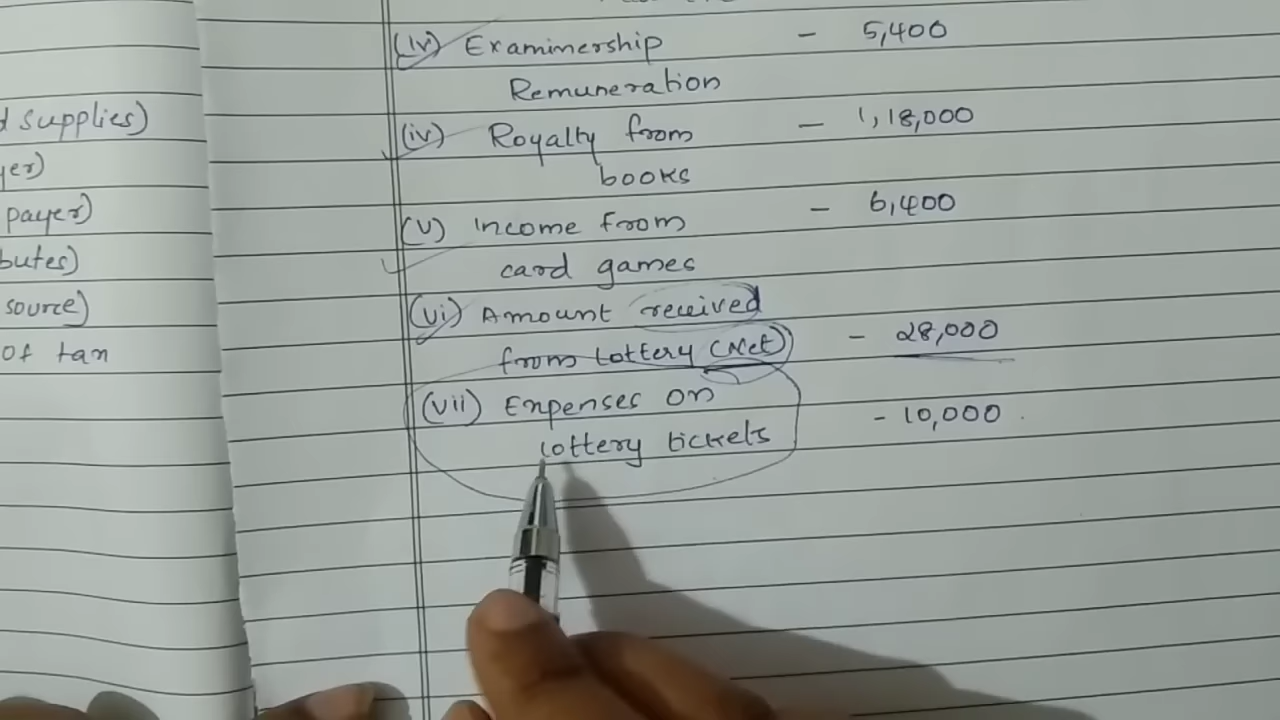 d supplies)
yer)
payer)
butes)
source)
of tan
(iv) Examinership - 5,400
Remuneration
(iv) Royalty from - 1,18,000
books
(v) Income from - 6,400
card games
(vi) Amount received
from lottery (Net) - 28,000
(vii) Expenses on
lottery tickets - 10,000